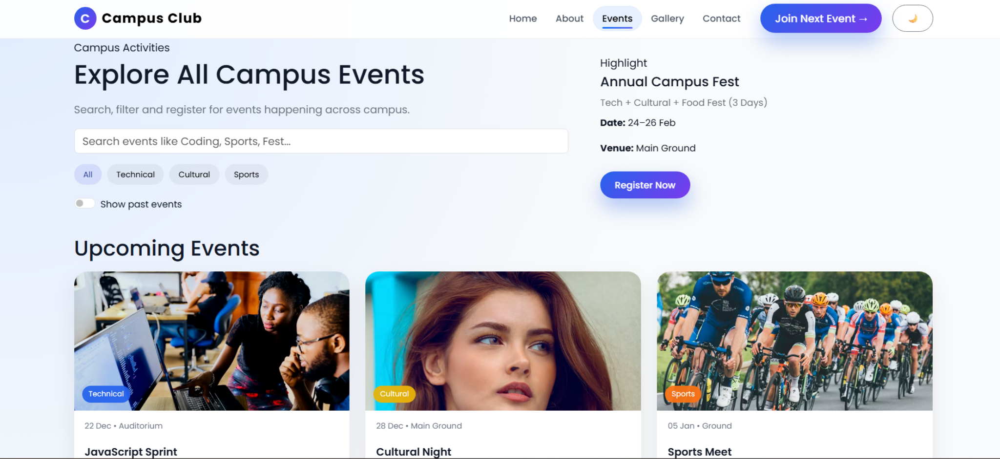 C Campus Club
Home About Events Gallery Contact Join Next Event →
Campus Activities
Explore All Campus Events
Search, filter and register for events happening across campus.
Search events like Coding, Sports, Fest...
All Technical Cultural Sports
Show past events
Highlight
Annual Campus Fest
Tech + Cultural + Food Fest (3 Days)
Date: 24–26 Feb
Venue: Main Ground
Register Now
Upcoming Events
Technical
22 Dec • Auditorium
JavaScript Sprint
Cultural
28 Dec • Main Ground
Cultural Night
Sports
05 Jan • Ground
Sports Meet